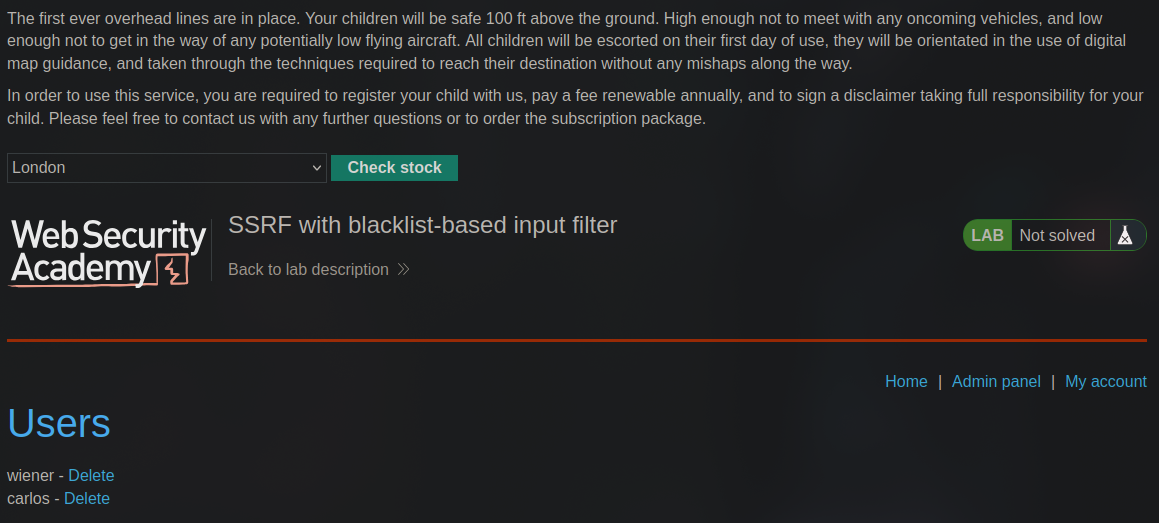 The first ever overhead lines are in place. Your children will be safe 100 ft above the ground. High enough not to meet with any oncoming vehicles, and low
enough not to get in the way of any potentially low flying aircraft. All children will be escorted on their first day of use, they will be orientated in the use of digital
map guidance, and taken through the techniques required to reach their destination without any mishaps along the way.
In order to use this service, you are required to register your child with us, pay a fee renewable annually, and to sign a disclaimer taking full responsibility for your
child. Please feel free to contact us with any further questions or to order the subscription package.
London Check stock
Web Security
Academy
SSRF with blacklist-based input filter
Back to lab description
LAB Not solved
Home | Admin panel | My account
Users
wiener - Delete
carlos - Delete